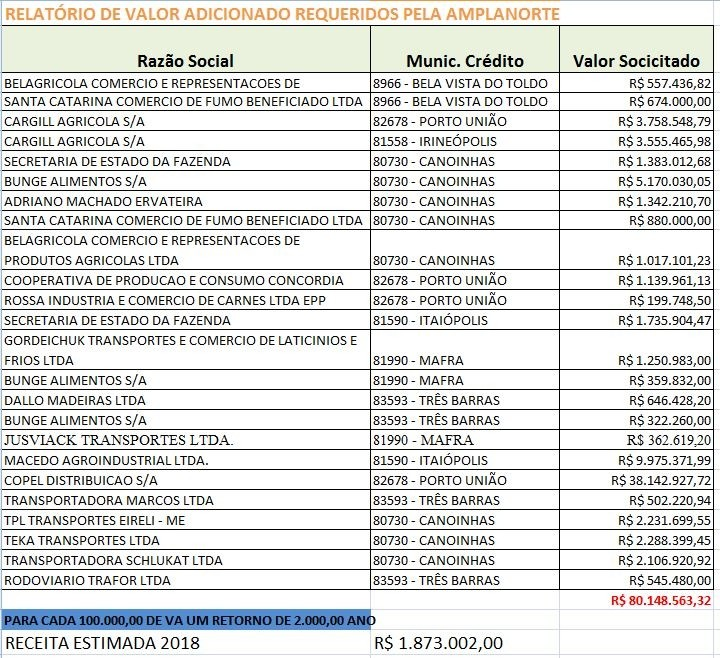 RELATÓRIO DE VALOR ADICIONADO REQUERIDOS PELA AMPLANORTE
Razão Social Munic. Crédito Valor Socicitado
BELAGRICOLA COMERCIO E REPRESENTACOES DE 8966 - BELA VISTA DO TOLDO R$ 557.436,82
SANTA CATARINA COMERCIO DE FUMO BENEFICIADO LTDA 8966 - BELA VISTA DO TOLDO R$ 674.000,00
CARGILL AGRICOLA S/A 82678 - PORTO UNIÃO R$ 3.758.548,79
CARGILL AGRICOLA S/A 81558 - IRINEÓPOLIS R$ 3.555.465,98
SECRETARIA DE ESTADO DA FAZENDA 80730 - CANOINHAS R$ 1.383.012,68
BUNGE ALIMENTOS S/A 80730 - CANOINHAS R$ 5.170.030,05
ADRIANO MACHADO ERVATEIRA 80730 - CANOINHAS R$ 1.342.210,70
SANTA CATARINA COMERCIO DE FUMO BENEFICIADO LTDA 80730 - CANOINHAS R$ 880.000,00
BELAGRICOLA COMERCIO E REPRESENTACOES DE
PRODUTOS AGRICOLAS LTDA 80730 - CANOINHAS R$ 1.017.101,23
COOPERATIVA DE PRODUCAO E CONSUMO CONCORDIA 82678 - PORTO UNIÃO R$ 1.139.961,13
ROSSA INDUSTRIA E COMERCIO DE CARNES LTDA EPP 82678 - PORTO UNIÃO R$ 199.748,50
SECRETARIA DE ESTADO DA FAZENDA 81590 - ITAIÓPOLIS R$ 1.735.904,47
GORDEICHUK TRANSPORTES E COMERCIO DE LATICINIOS E
FRIOS LTDA 81990 - MAFRA R$ 1.250.983,00
BUNGE ALIMENTOS S/A 81990 - MAFRA R$ 359.832,00
DALLO MADEIRAS LTDA 83593 - TRÊS BARRAS R$ 646.428,20
BUNGE ALIMENTOS S/A 83593 - TRÊS BARRAS R$ 322.260,00
JUSVIACK TRANSPORTES LTDA. 81990 - MAFRA R$ 362.619,20
MACEDO AGROINDUSTRIAL LTDA. 81590 - ITAIÓPOLIS R$ 9.975.371,99
COPEL DISTRIBUICAO S/A 82678 - PORTO UNIÃO R$ 38.142.927,72
TRANSPORTADORA MARCOS LTDA 83593 - TRÊS BARRAS R$ 502.220,94
TPL TRANSPORTES EIRELI - ME 80730 - CANOINHAS R$ 2.231.699,55
TEKA TRANSPORTES LTDA 80730 - CANOINHAS R$ 2.288.399,45
TRANSPORTADORA SCHLUKAT LTDA 80730 - CANOINHAS R$ 2.106.920,92
RODOVIARIO TRAFOR LTDA 83593 - TRÊS BARRAS R$ 545.480,00
R$ 80.148.563,32
PARA CADA 100.000,00 DE VA UM RETORNO DE 2.000,00 ANO
RECEITA ESTIMADA 2018 R$ 1.873.002,00